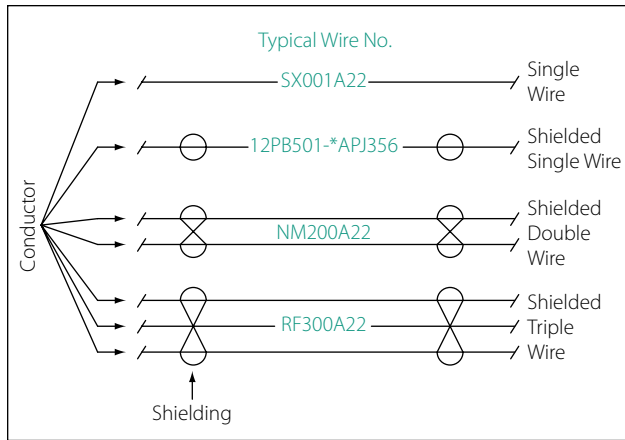 Typical Wire No.
SX001A22
Single
Wire
12PB501-*APJ356
Shielded
Single Wire
Conductor
NM200A22
Shielded
Double
Wire
RF300A22
Shielded
Triple
Wire
Shielding